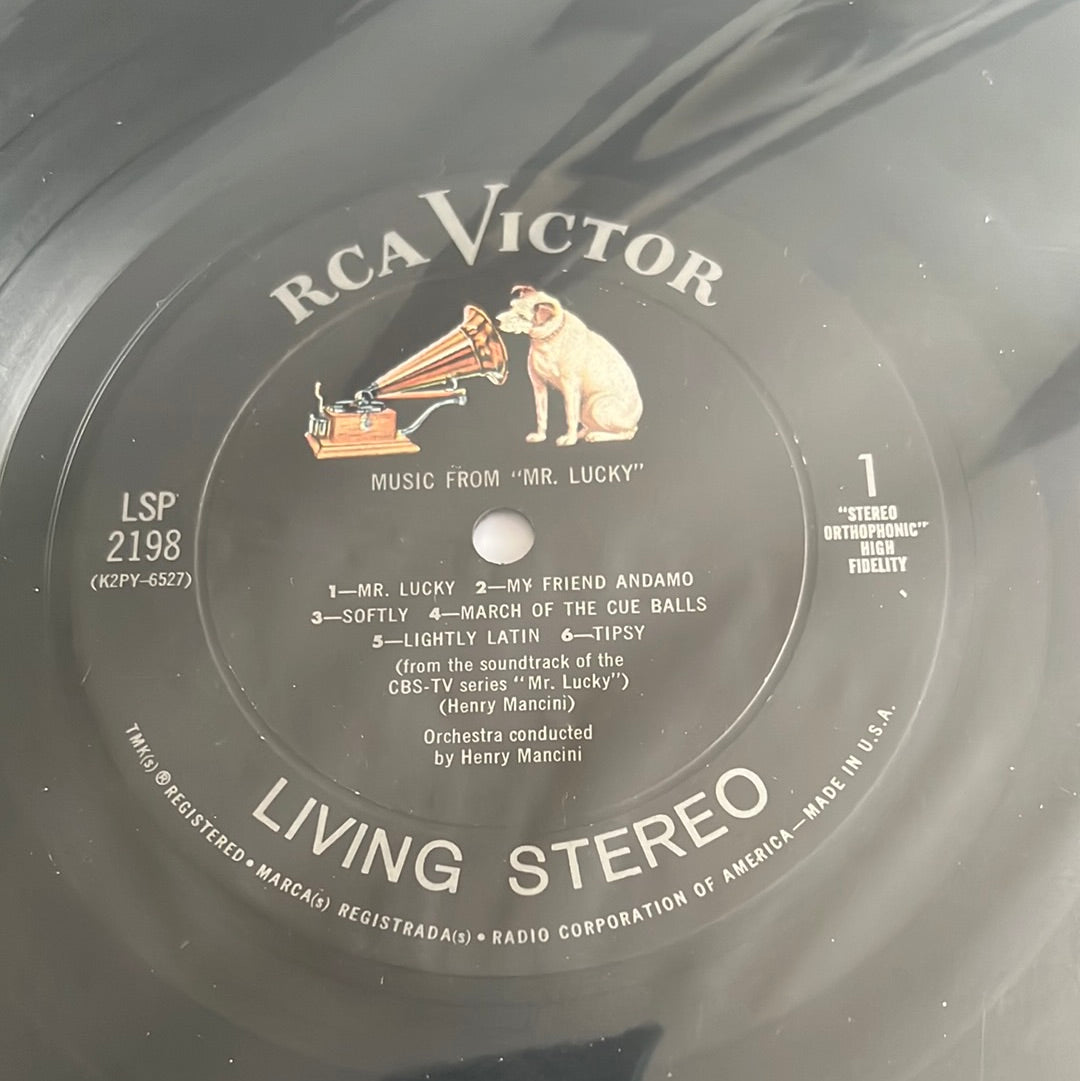 RCA VICTOR
MUSIC FROM "MR. LUCKY"
LSP
2198
(K2PY-6527)
1
"STEREO
ORTHOPHONIC"
HIGH
FIDELITY
1—MR. LUCKY 2—MY FRIEND ANDAMO
3—SOFTLY 4—MARCH OF THE CUE BALLS
5—LIGHTLY LATIN 6—TIPSY
(from the soundtrack of the
CBS-TV series "Mr. Lucky")
(Henry Mancini)
Orchestra conducted
by Henry Mancini
LIVING STEREO
TMK(s) ® REGISTERED • MARCA(s) REGISTRADA(s) • RADIO CORPORATION OF AMERICA—MADE IN U.S.A.